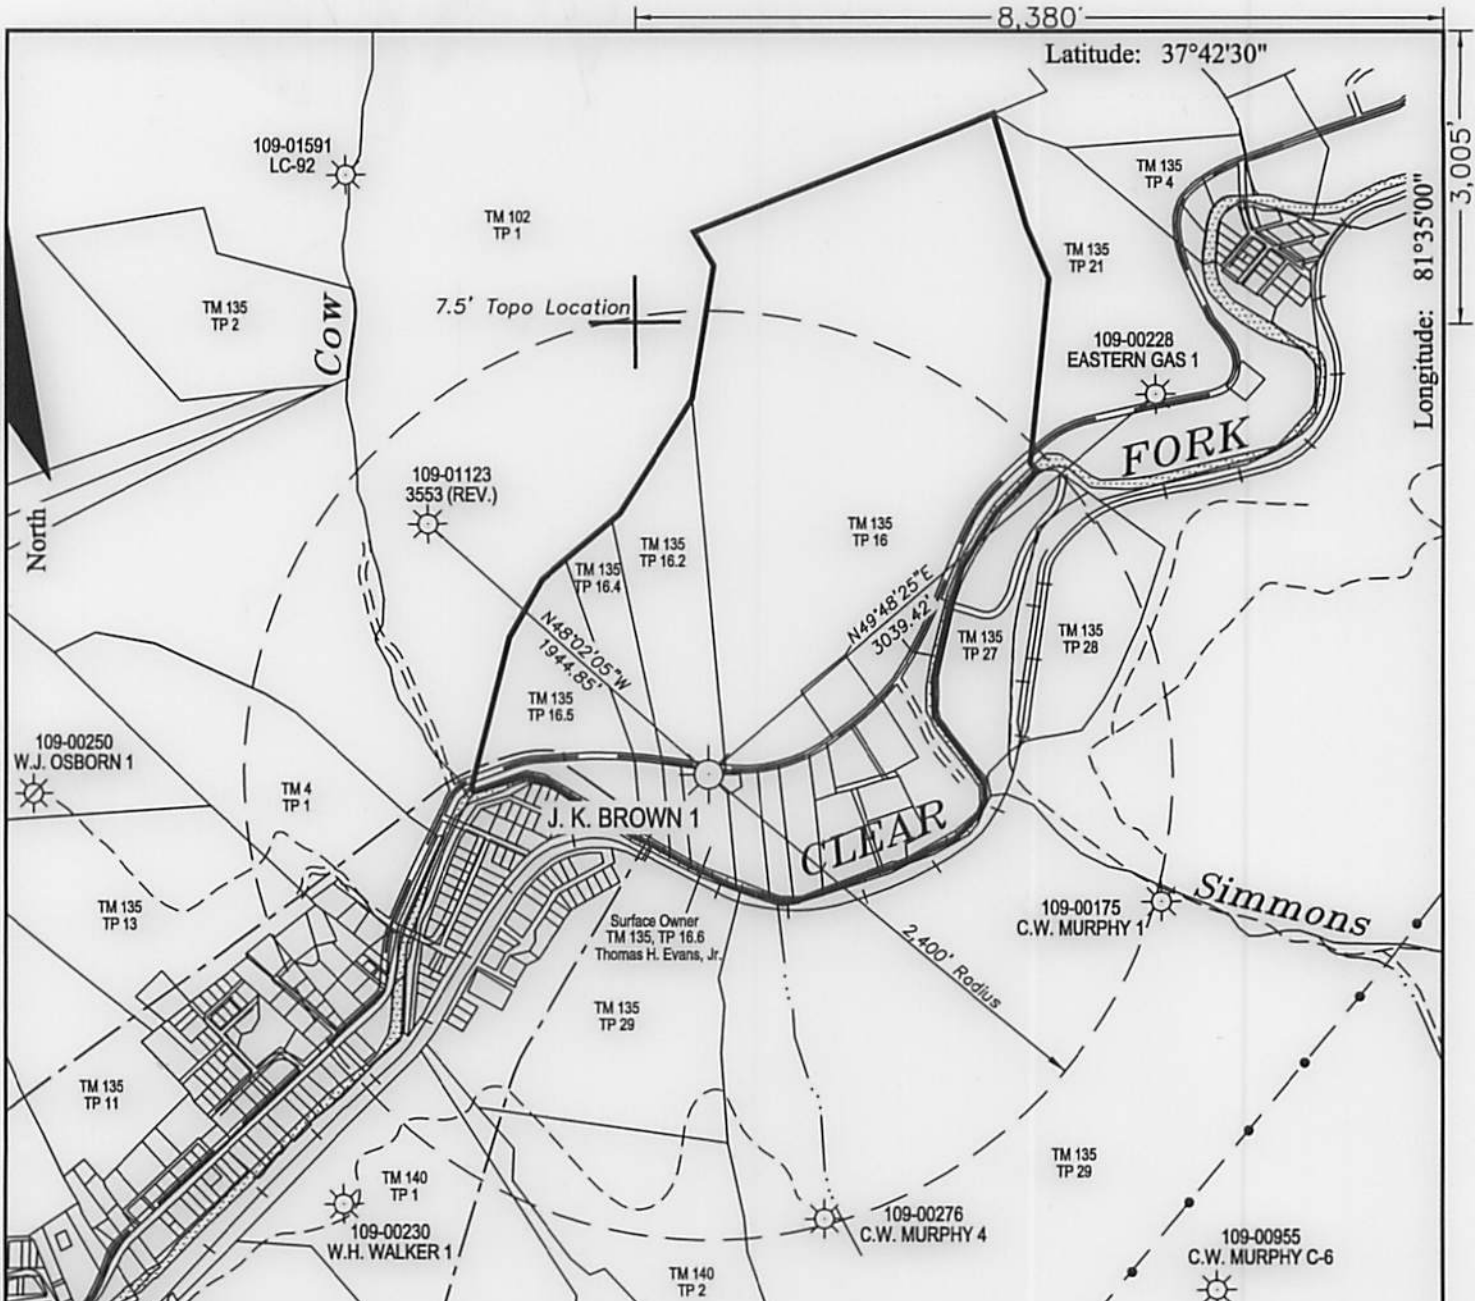 8,380'
Latitude: 37°42'30"
3,005'
Longitude: 81°35'00"
109-01591
LC-92
TM 102
TP 1
TM 135
TP 4
TM 135
TP 21
TM 135
TP 2
Cow
7.5' Topo Location
109-00228
EASTERN GAS 1
FORK
109-01123
3553 (REV.)
North
TM 135
TP 16
TM 135
TP 16.2
TM 135
TP 16.4
N48°02'05"W
1944.85'
N49°48'25"E
3039.42'
TM 135
TP 27
TM 135
TP 28
TM 135
TP 16.5
109-00250
W.J. OSBORN 1
TM 4
TP 1
J. K. BROWN 1
CLEAR
TM 135
TP 13
Surface Owner
TM 135, TP 16.6
Thomas H. Evans, Jr.
2,400' Radius
109-00175
C.W. MURPHY 1
Simmons
TM 135
TP 29
TM 135
TP 11
TM 135
TP 29
TM 140
TP 1
109-00230
W.H. WALKER 1
109-00276
C.W. MURPHY 4
109-00955
C.W. MURPHY C-6
TM 140
TP 2